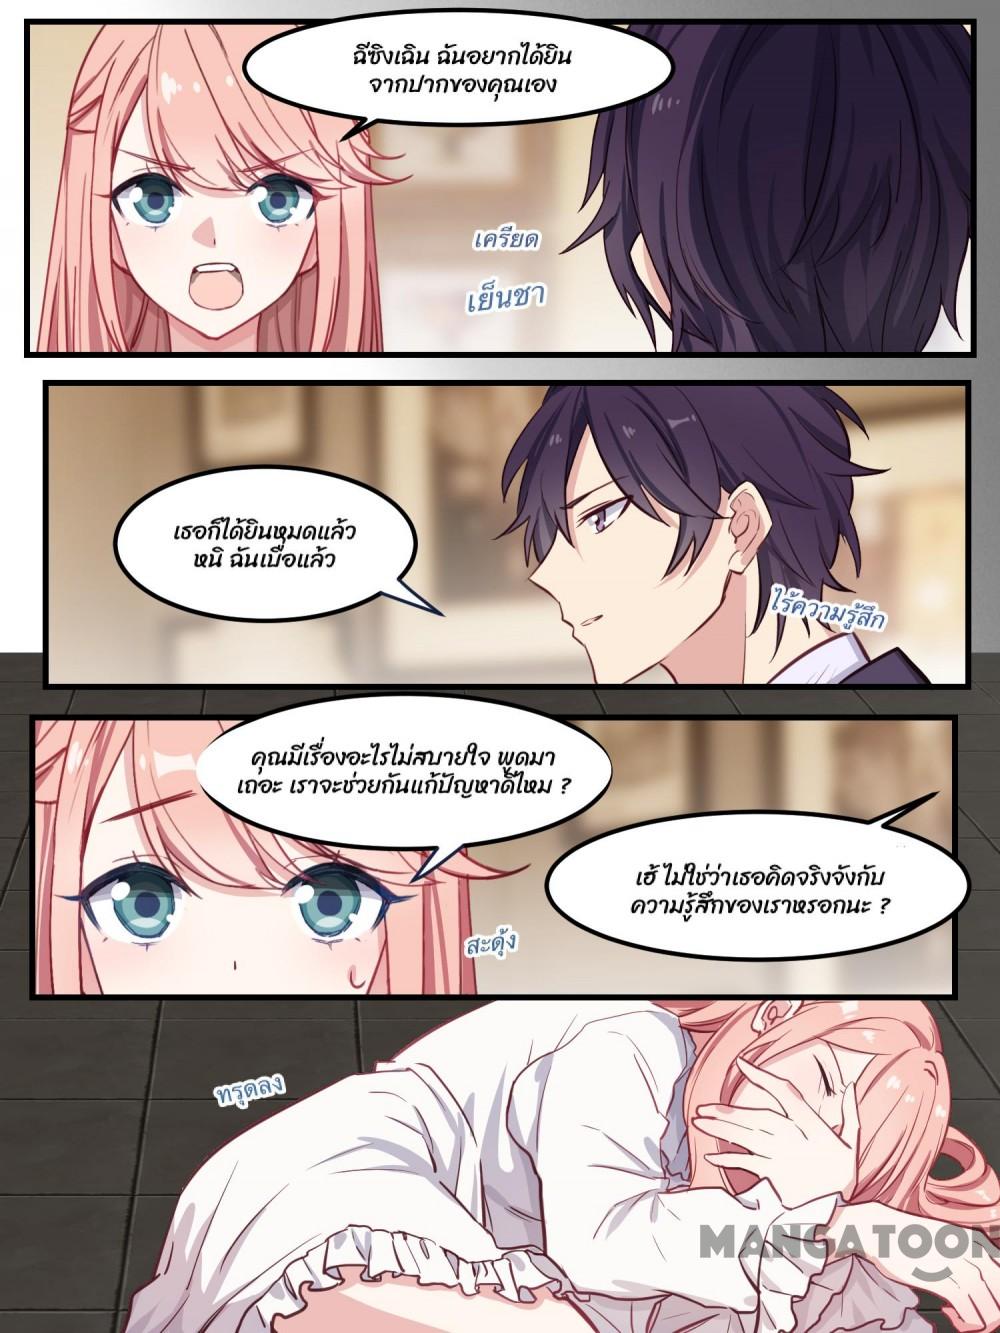 ฉีซิงเฉิน ฉันอยากได้ยิน
จากปากของคุณเอง
เครียด
เย็นชา
เธอก็ได้ยินหมดแล้ว
หนิ ฉันเบื่อแล้ว
ไร้ความรู้สึก
คุณมีเรื่องอะไรไม่สบายใจ พูดมา
เถอะ เราจะช่วยกันแก้ปัญหาดีไหม ?
เฮ้ ไม่ใช่ว่าเธอคิดจริงจังกับ
ความรู้สึกของเราหรอกนะ ?
สะดุ้ง
ทรุดลง
MANGATOON